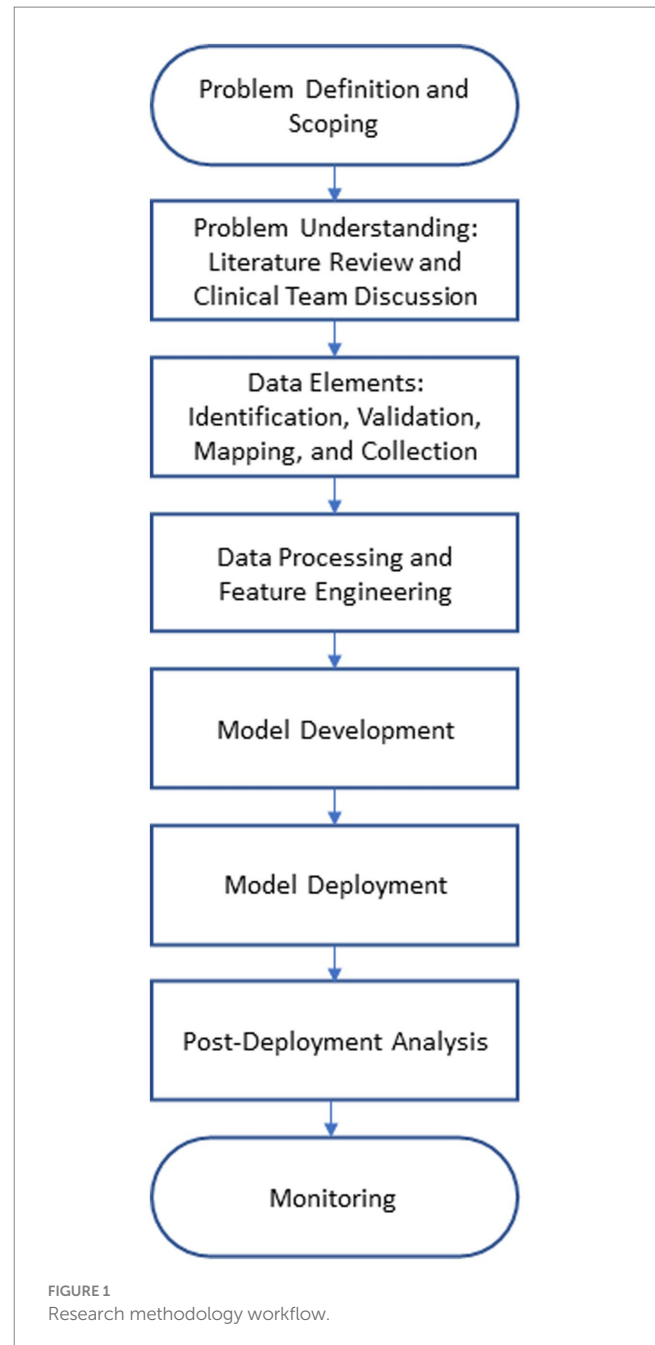 Problem Definition and
Scoping
Problem Understanding:
Literature Review and
Clinical Team Discussion
Data Elements:
Identification, Validation,
Mapping, and Collection
Data Processing and
Feature Engineering
Model Development
Model Deployment
Post-Deployment Analysis
Monitoring
FIGURE 1
Research methodology workflow.